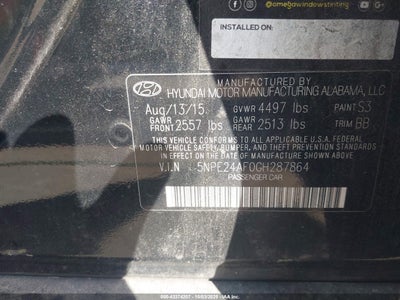 @omegawindowstinting
INSTALLED ON:
MANUFACTURED BY
HYUNDAI MOTOR MANUFACTURING ALABAMA, LLC
Aug/13/15 GVWR 4497 lbs PAINT S3
GAWR FRONT 2557 lbs GAWR REAR 2513 lbs TRIM BB
THIS VEHICLE CONFORMS TO ALL APPLICABLE U.S.A. FEDERAL
MOTOR VEHICLE SAFETY, BUMPER, AND THEFT PREVENTION
STANDARDS IN EFFECT ON THE DATE OF MANUFACTURE SHOWN ABOVE.
V.I.N : 5NPE24AF0GH287864
PASSENGER CAR